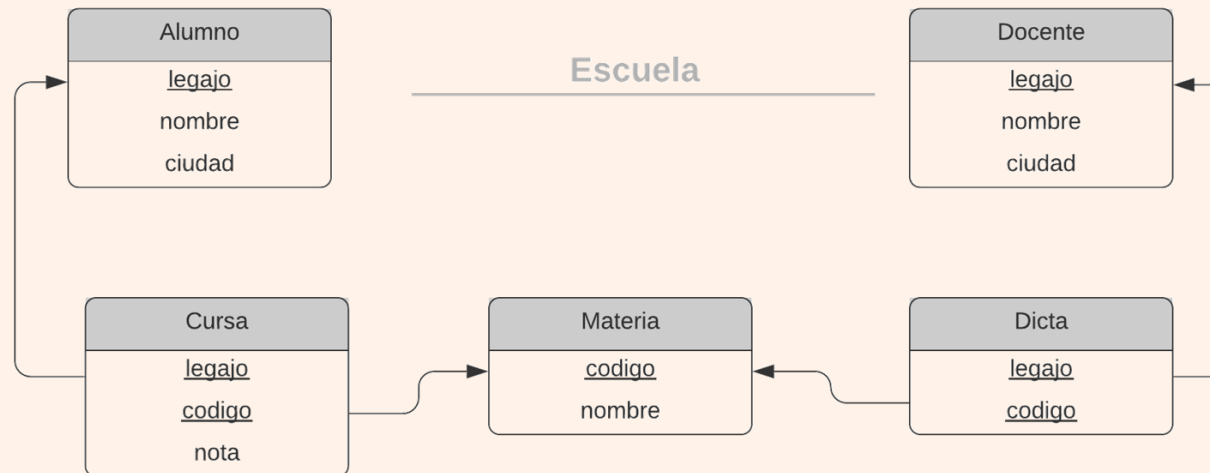 Alumno
legajo
nombre
ciudad
Escuela
Docente
legajo
nombre
ciudad
Cursa
legajo
codigo
nota
Materia
codigo
nombre
Dicta
legajo
codigo